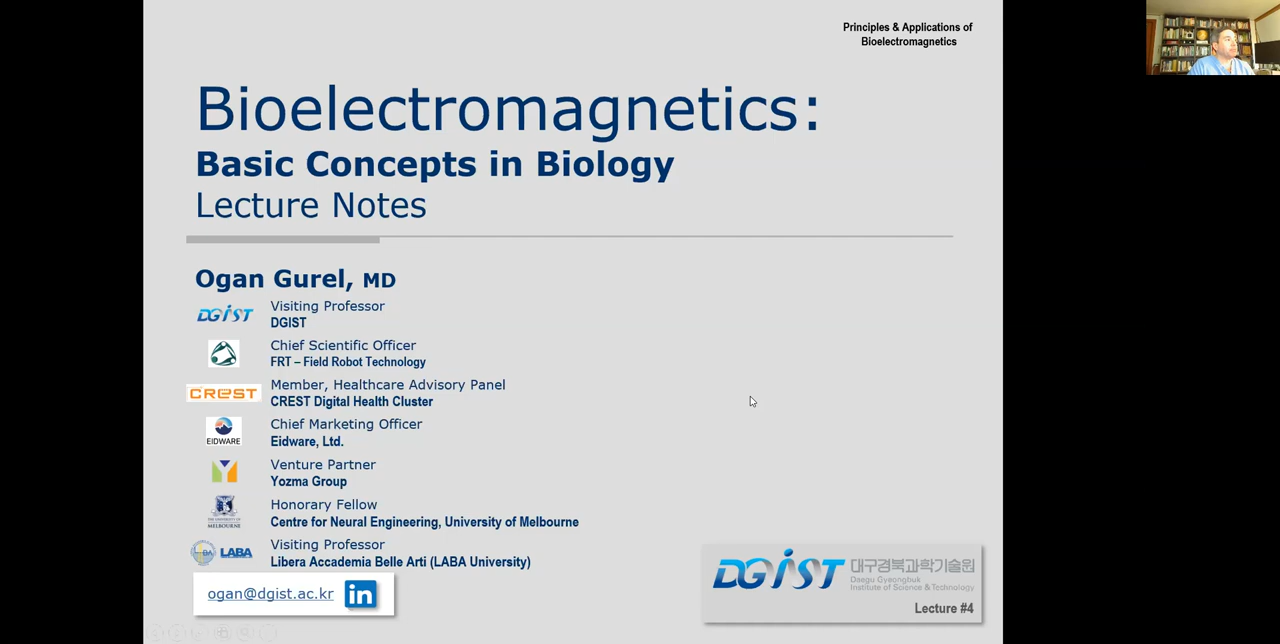 Principles & Applications of
Bioelectromagnetics
Bioelectromagnetics:
Basic Concepts in Biology
Lecture Notes
Ogan Gurel, MD
DGIST
Visiting Professor
DGIST
Chief Scientific Officer
FRT – Field Robot Technology
CREST
Member, Healthcare Advisory Panel
CREST Digital Health Cluster
EIDWARE
Chief Marketing Officer
Eidware, Ltd.
Venture Partner
Yozma Group
THE UNIVERSITY OF
MELBOURNE
Honorary Fellow
Centre for Neural Engineering, University of Melbourne
LABA
Visiting Professor
Libera Accademia Belle Arti (LABA University)
ogan@dgist.ac.kr in
DGIST 대구경북과학기술원
Daegu Gyeongbuk
Institute of Science & Technology
Lecture #4